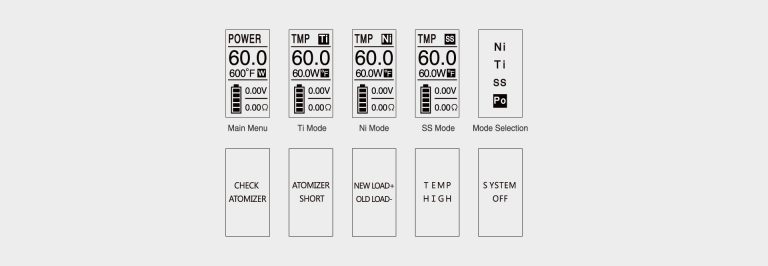 POWER
60.0
600°F W
0.00V
0.00Ω
Main Menu
TMP Ti
60.0
60.0W°F
0.00V
0.00Ω
Ti Mode
TMP Ni
60.0
60.0W°F
0.00V
0.00Ω
Ni Mode
TMP SS
60.0
60.0W°F
0.00V
0.00Ω
SS Mode
Ni
Ti
SS
Po
Mode Selection
CHECK
ATOMIZER
ATOMIZER
SHORT
NEW LOAD+
OLD LOAD-
TEMP
HIGH
SYSTEM
OFF